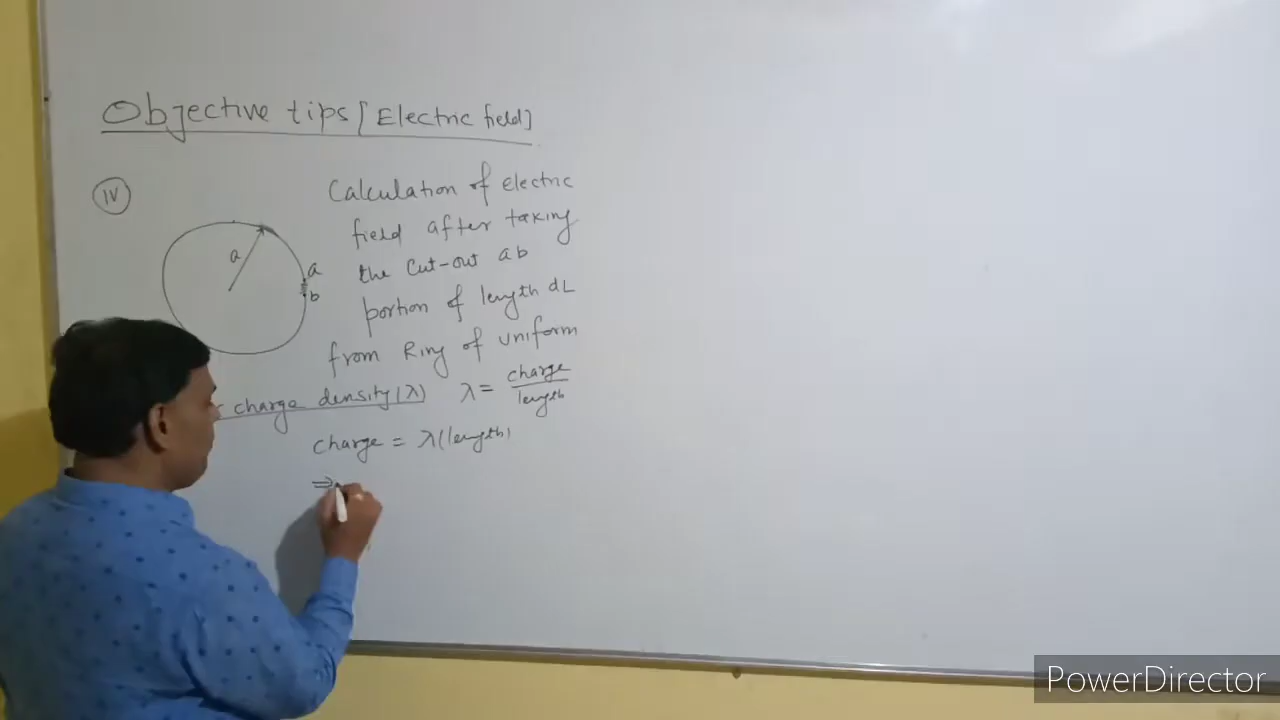 Objective tips [Electric field]
IV
Calculation of electric
field after taking
the cut-out ab
portion of length dL
from Ring of uniform
charge density (λ) λ = charge / length
charge = λ(length)
⇒
a
a
b
PowerDirector